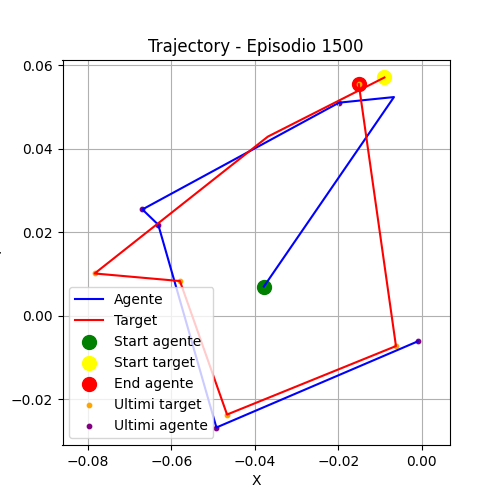 Trajectory - Episodio 1500
0.06
0.04
0.02
0.00
−0.02
−0.08
−0.06
−0.04
−0.02
0.00
X
Agente
Target
Start agente
Start target
End agente
Ultimi target
Ultimi agente